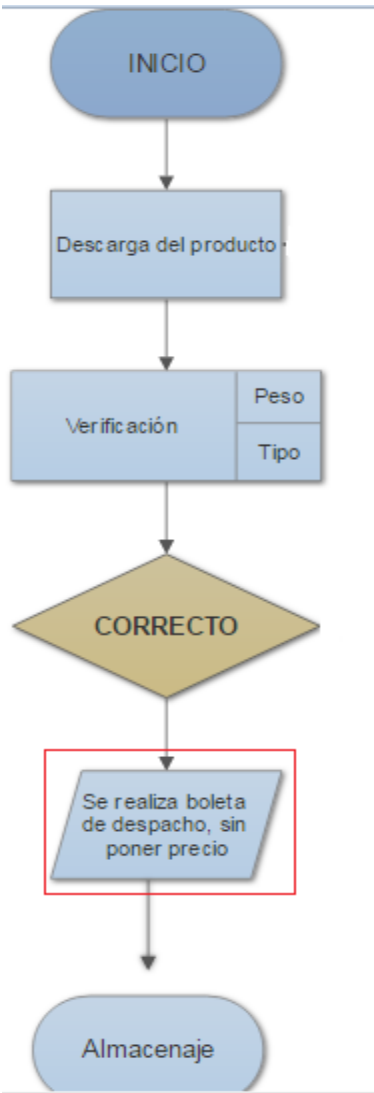 INICIO
Descarga del producto
Verificación
Peso
Tipo
CORRECTO
Se realiza boleta
de despacho, sin
poner precio
Almacenaje